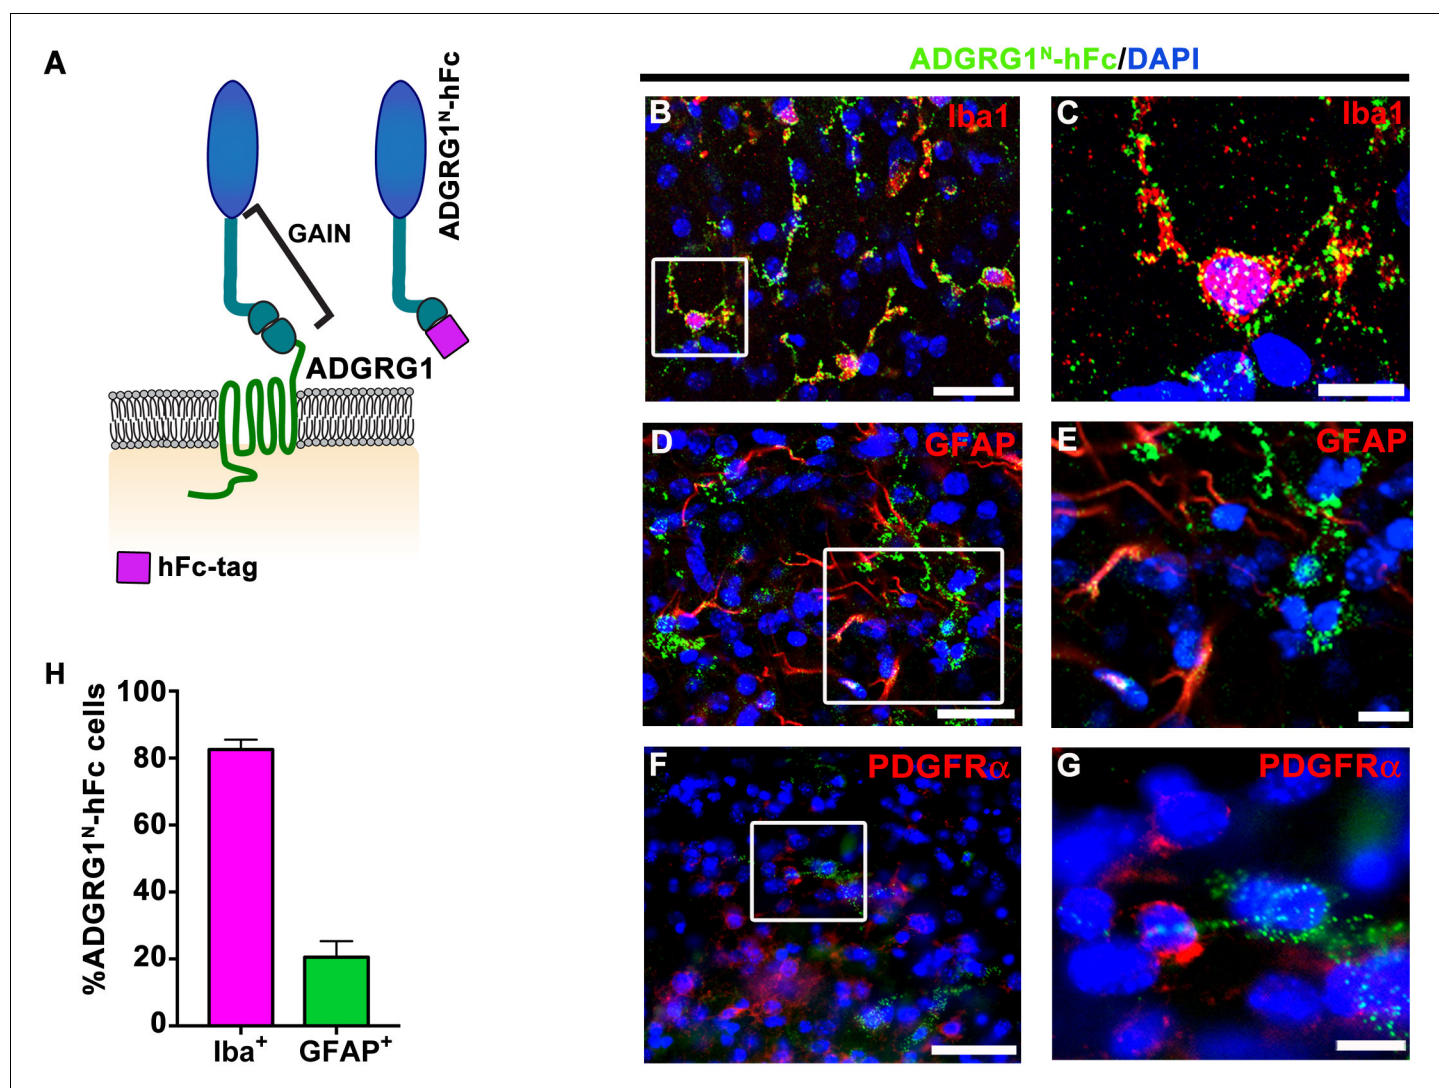 A
ADGRG1ᴺ-hFc
GAIN
ADGRG1
hFc-tag
ADGRG1ᴺ-hFc/DAPI
B
Iba1
C
Iba1
D
GFAP
E
GFAP
F
PDGFRα
G
PDGFRα
H
%ADGRG1ᴺ-hFc cells
100
80
60
40
20
0
Iba⁺
GFAP⁺